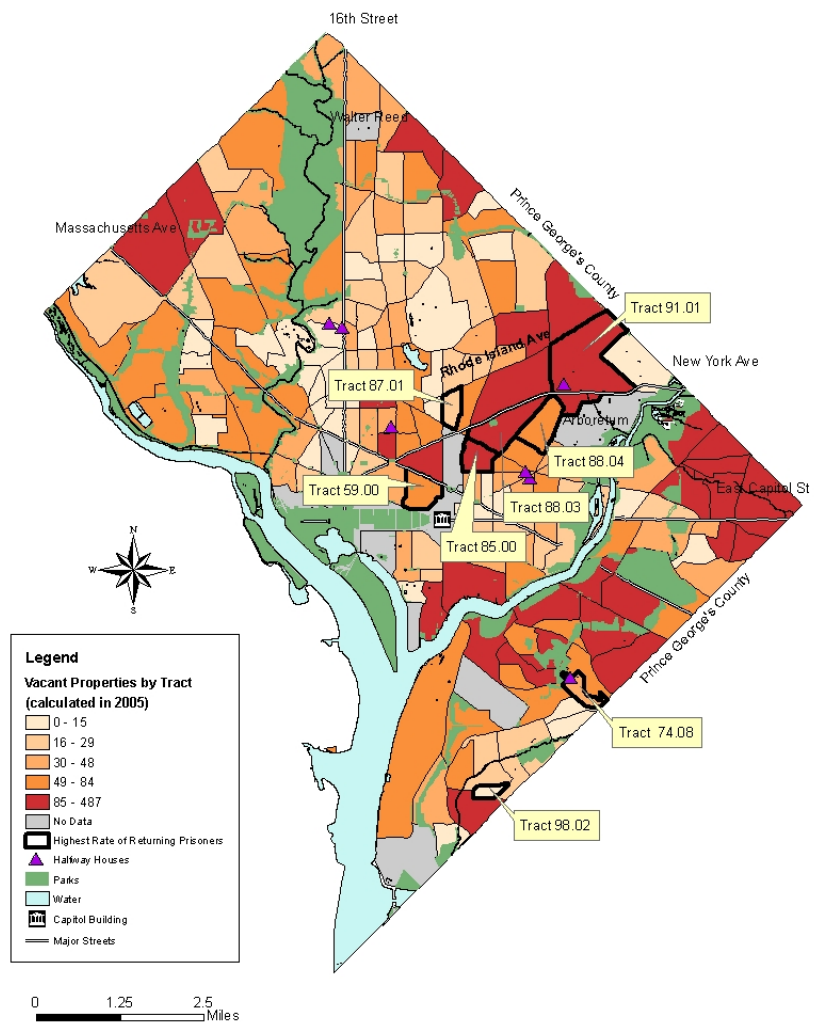 16th Street
Walter Reed
Prince George's County
Massachusetts Ave
Tract 91.01
Rhode Island Ave
New York Ave
Tract 87.01
Arboretum
Tract 88.04
East Capitol St
Tract 59.00
Tract 88.03
Tract 85.00
N
W
E
S
Prince George's County
Legend
Vacant Properties by Tract
(calculated in 2005)
0 - 15
16 - 29
30 - 48
49 - 84
85 - 487
No Data
Highest Rate of Returning Prisoners
Halfway Houses
Parks
Water
Capitol Building
Major Streets
Tract 74.08
Tract 98.02
0 1.25 2.5
Miles